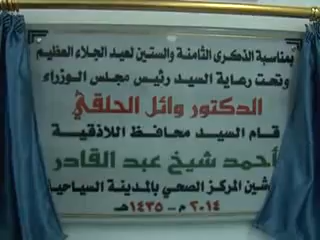 بمناسبة الذكرى الثامنة والستين لعيد الجلاء العظيم
وتحت رعاية السيد رئيس مجلس الوزراء
الدكتور وائل الحلقي
قام السيد محافظ اللاذقية
أحمد شيخ عبد القادر
شين المركز الصحي بالمدينة السياحية
٢٠١٤ م - ١٤٣٥ هـ